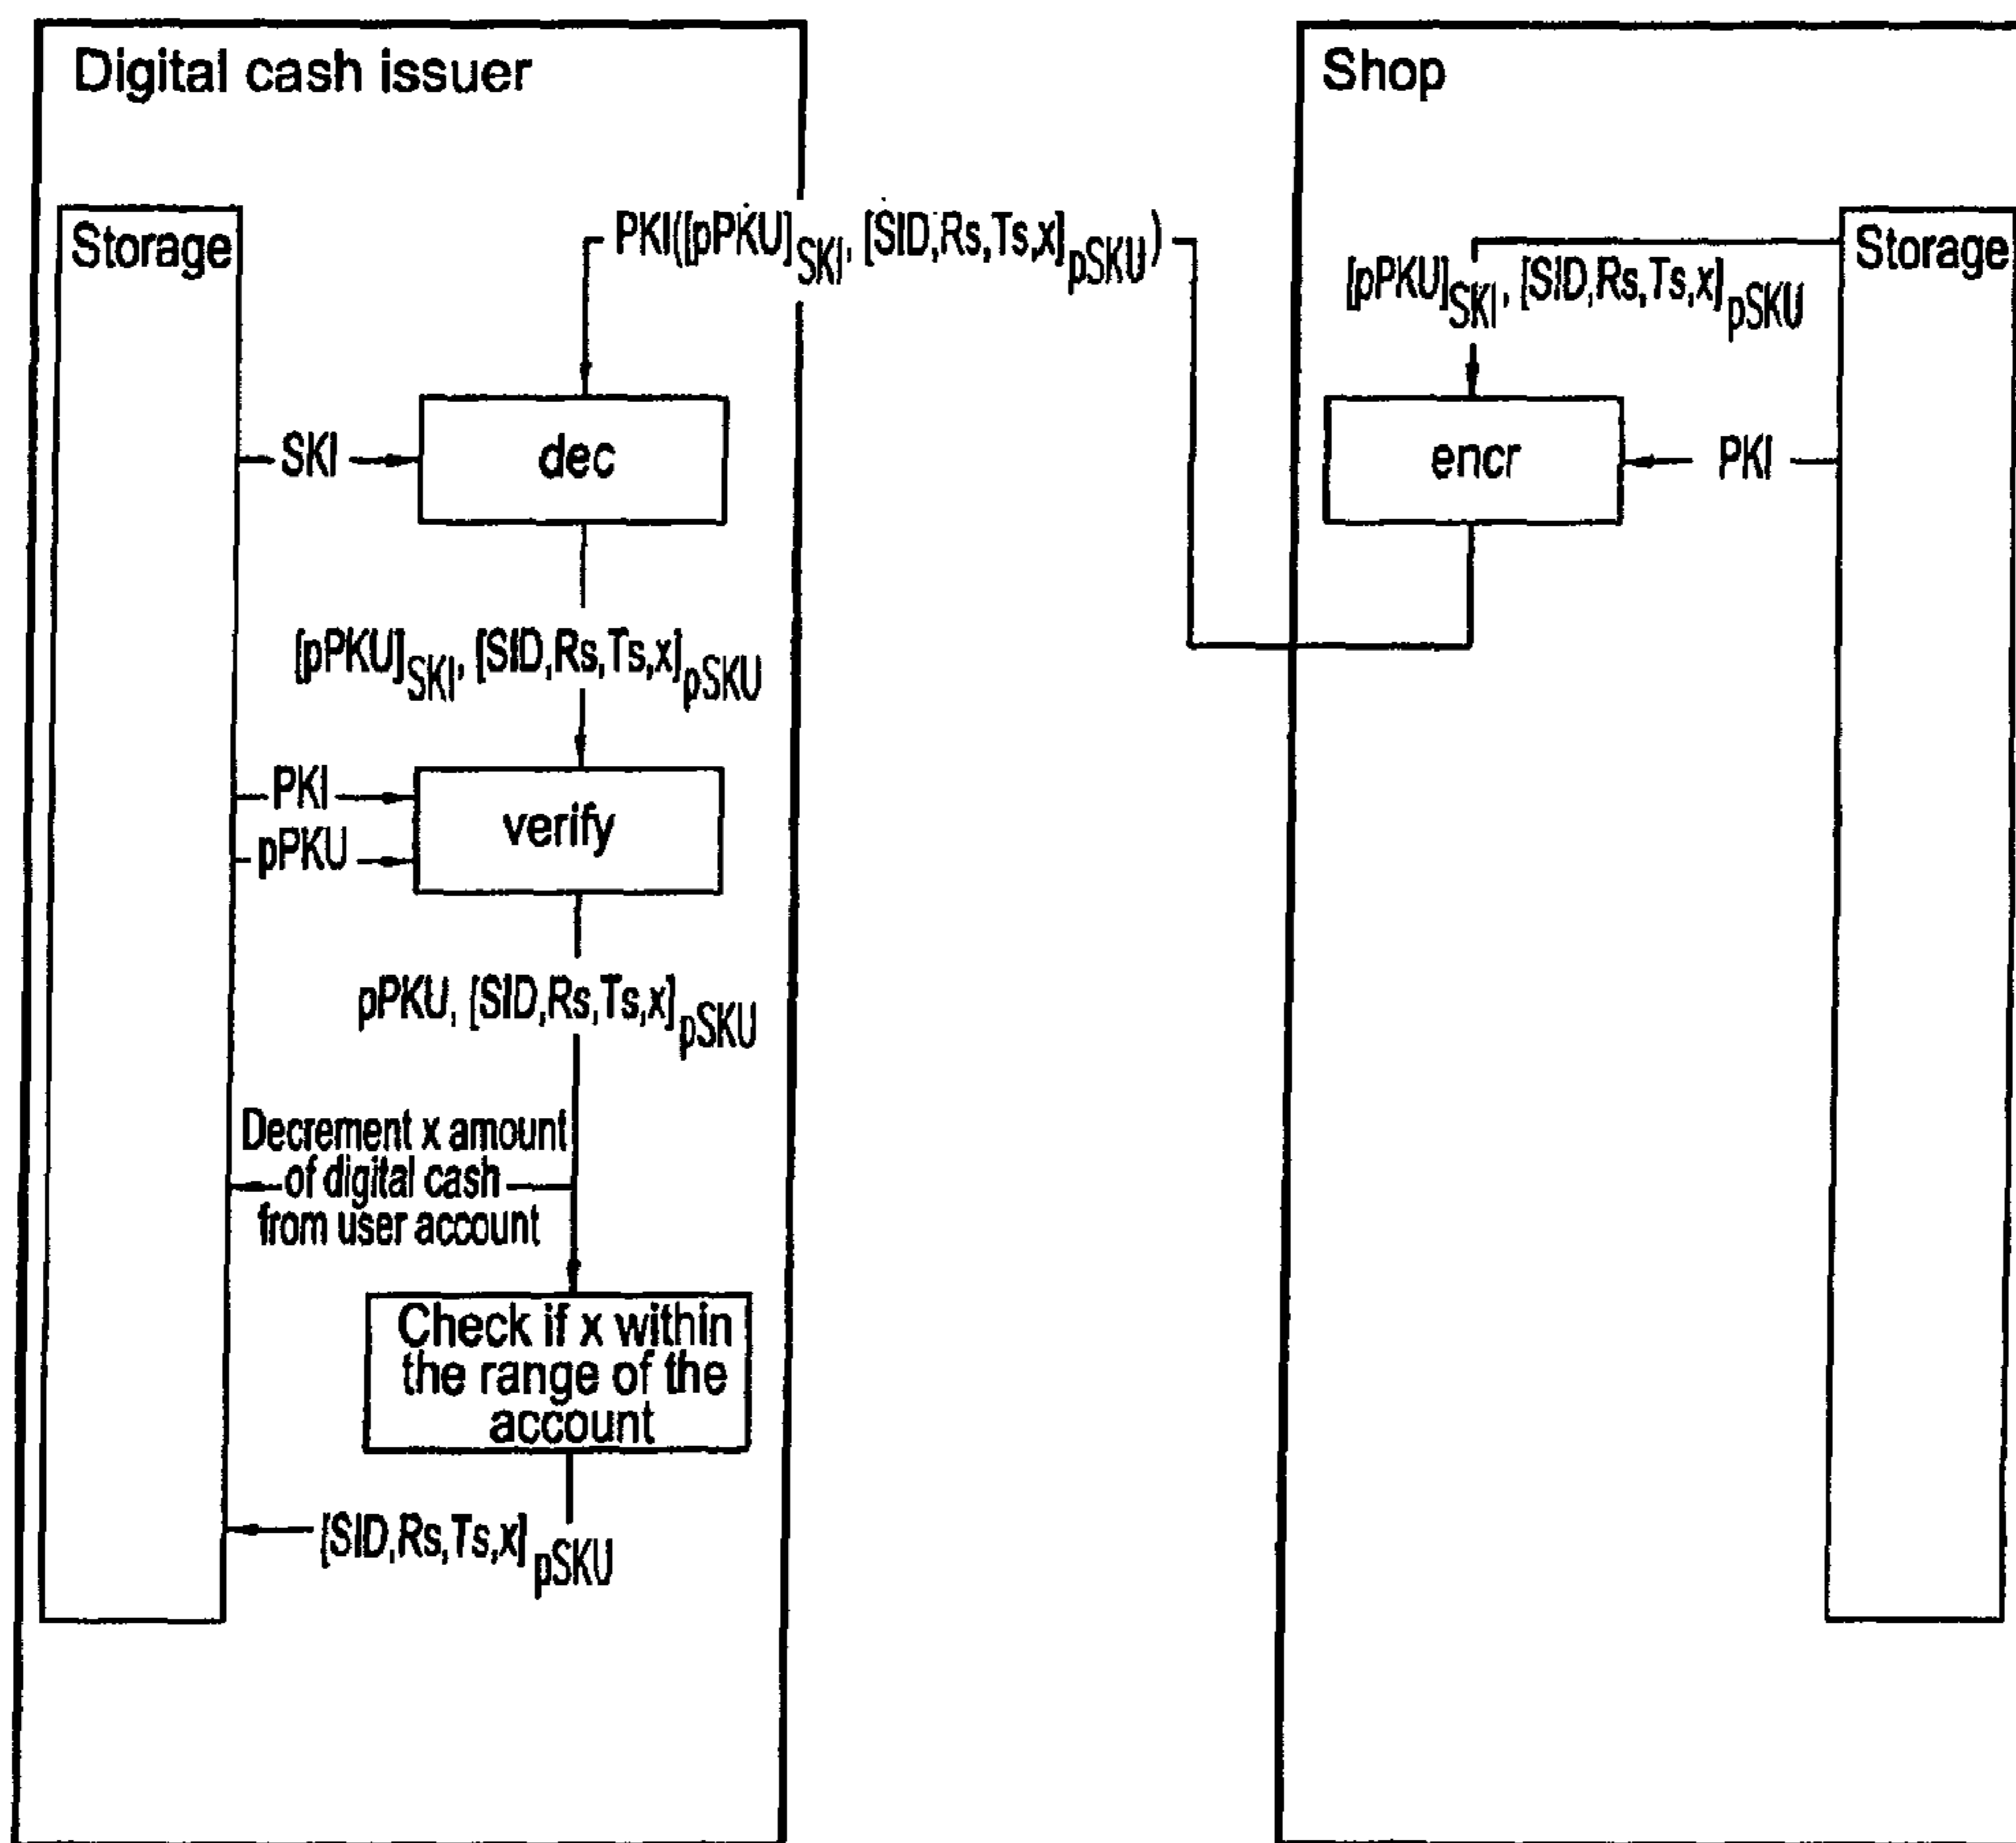 Digital cash issuer
Storage
PKI([pPKU]SKI, [SID,Rs,Ts,x]pSKU)
SKI
dec
[pPKU]SKI, [SID,Rs,Ts,x]pSKU
PKI
pPKU
verify
pPKU, [SID,Rs,Ts,x]pSKU
Decrement x amount
of digital cash
from user account
Check if x within
the range of the
account
[SID,Rs,Ts,x]pSKU
Shop
Storage
[pPKU]SKI, [SID,Rs,Ts,x]pSKU
encr
PKI